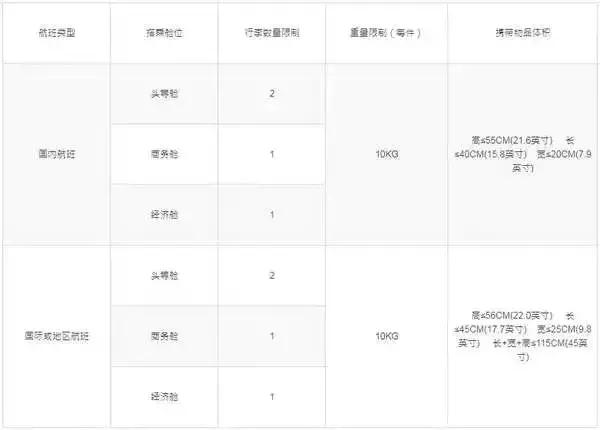 航班类型 搭乘舱位 行李数量限制 重量限制（每件） 携带物品体积
头等舱 2
国内航班 商务舱 1 10KG
高≤55CM(21.6英寸) 长
≤40CM(15.8英寸) 宽≤20CM(7.9
英寸)
经济舱 1
头等舱 2
国际或地区航班 商务舱 1 10KG
高≤56CM(22.0英寸) 长
≤45CM(17.7英寸) 宽≤25CM(9.8
英寸) 长+宽+高≤115CM(45英
寸)
经济舱 1